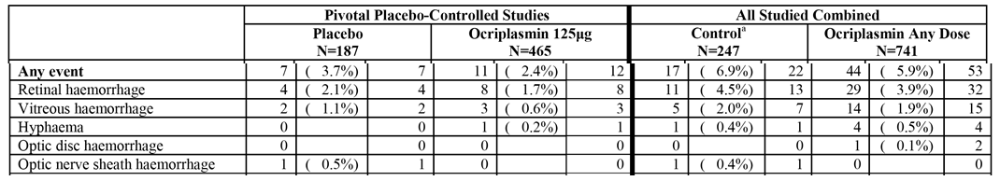 Pivotal Placebo-Controlled Studies All Studied Combined
Placebo Ocriplasmin 125µg Controlª Ocriplasmin Any Dose
N=187 N=465 N=247 N=741
Any event 7 ( 3.7%) 7 11 ( 2.4%) 12 17 ( 6.9%) 22 44 ( 5.9%) 53
Retinal haemorrhage 4 ( 2.1%) 4 8 ( 1.7%) 8 11 ( 4.5%) 13 29 ( 3.9%) 32
Vitreous haemorrhage 2 ( 1.1%) 2 3 ( 0.6%) 3 5 ( 2.0%) 7 14 ( 1.9%) 15
Hyphaema 0 0 1 ( 0.2%) 1 1 ( 0.4%) 1 4 ( 0.5%) 4
Optic disc haemorrhage 0 0 0 0 0 0 1 ( 0.1%) 2
Optic nerve sheath haemorrhage 1 ( 0.5%) 1 0 0 1 ( 0.4%) 1 0 0